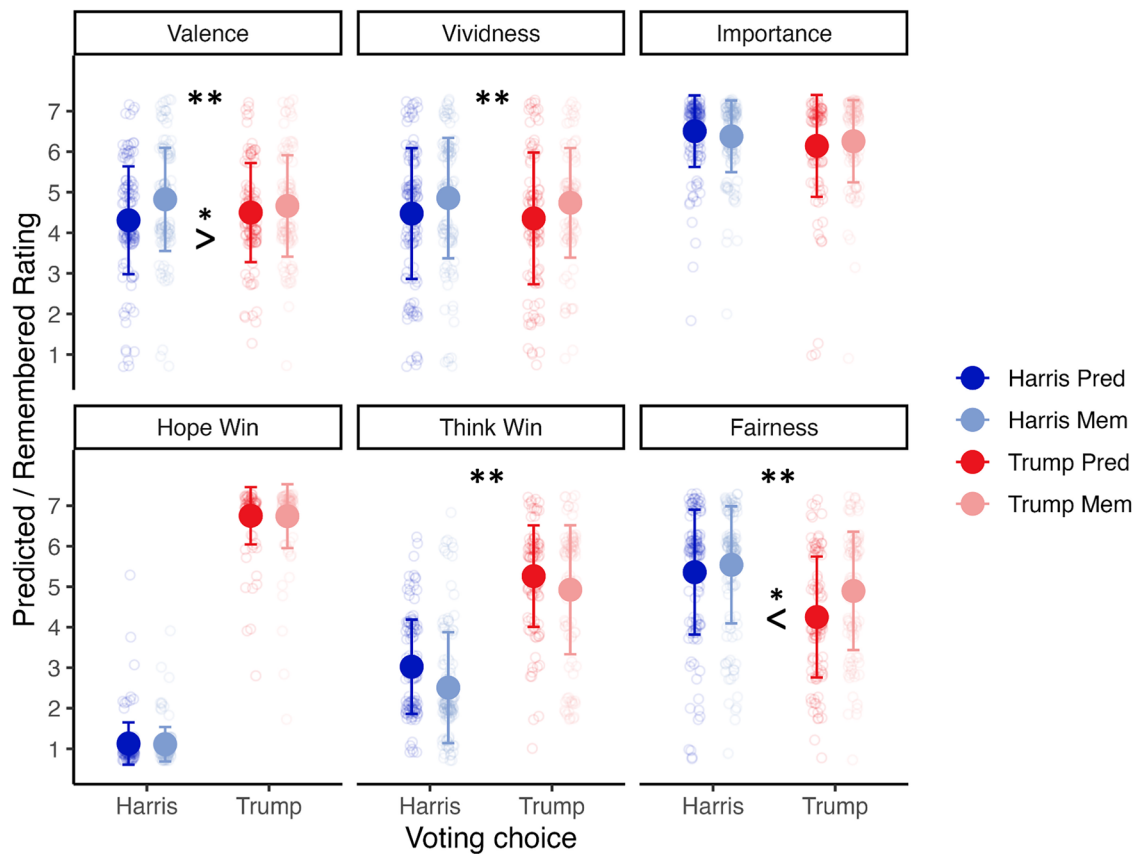 Valence Vividness Importance
** **
7
6
5
4
3
2
1
*
>
Predicted / Remembered Rating
Hope Win Think Win Fairness
** **
7
6
5
4
3
2
1
*
<
Harris Trump Harris Trump Harris Trump
Voting choice
Harris Pred
Harris Mem
Trump Pred
Trump Mem